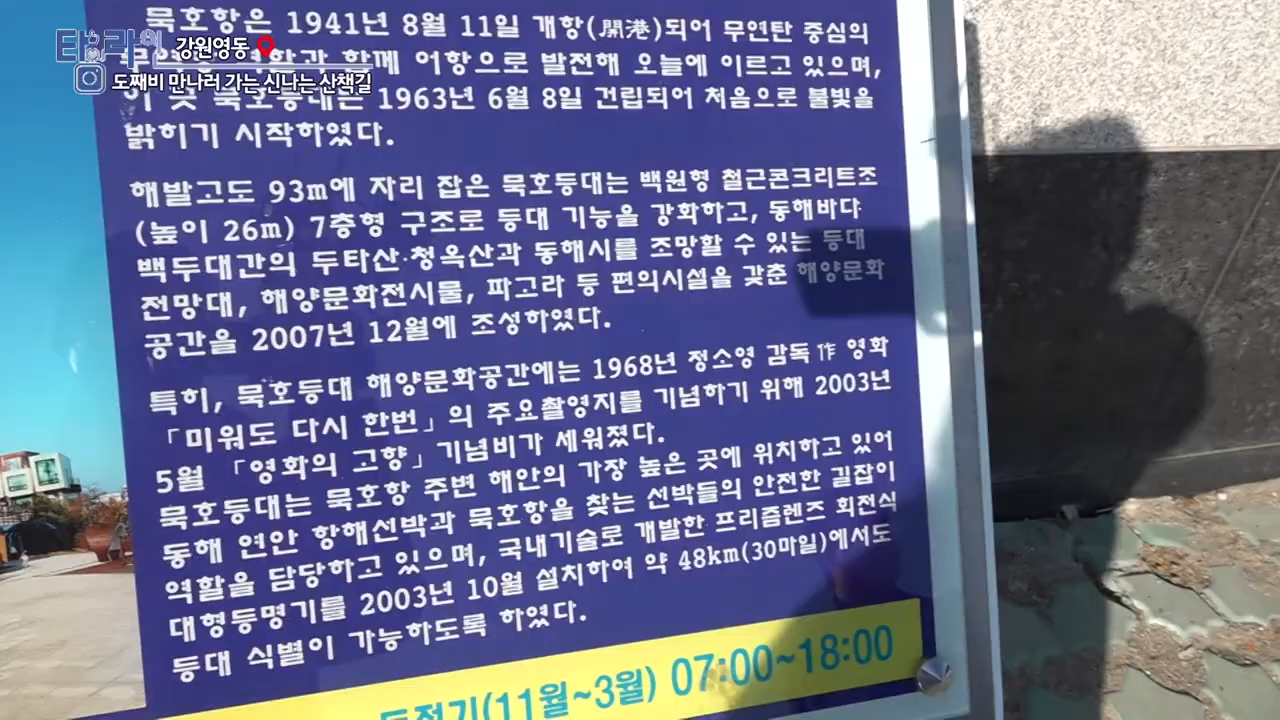 타박라이
강원영동
도째비 만나러 가는 신나는 산책길
묵호항은 1941년 8월 11일 개항(開港)되어 무연탄 중심의
함께 어항으로 발전해 오늘에 이르고 있으며,
묵호등대는 1963년 6월 8일 건립되어 처음으로 불빛을
밝히기 시작하였다.
해발고도 93m에 자리 잡은 묵호등대는 백원형 철근콘크리트조
(높이 26m) 7층형 구조로 등대 기능을 강화하고, 동해바다
백두대간의 두타산·청옥산과 동해시를 조망할 수 있는 등대
전망대, 해양문화전시물, 파고라 등 편의시설을 갖춘 해양문화
공간을 2007년 12월에 조성하였다.
특히, 묵호등대 해양문화공간에는 1968년 정소영 감독 作 영화
「미워도 다시 한번」의 주요촬영지를 기념하기 위해 2003년
5월 「영화의 고향」기념비가 세워졌다.
묵호등대는 묵호항 주변 해안의 가장 높은 곳에 위치하고 있어
동해 연안 항해선박과 묵호항을 찾는 선박들의 안전한 길잡이
역활을 담당하고 있으며, 국내기술로 개발한 프리즘렌즈 회전식
대형등명기를 2003년 10월 설치하여 약 48km(30마일)에서도
등대 식별이 가능하도록 하였다.
동절기(11월~3월) 07:00~18:00